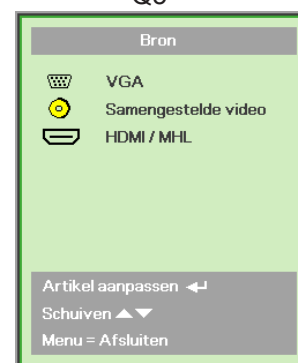 Bron
VGA
Samengestelde video
HDMI / MHL
Artikel aanpassen
Schuiven
Menu = Afsluiten